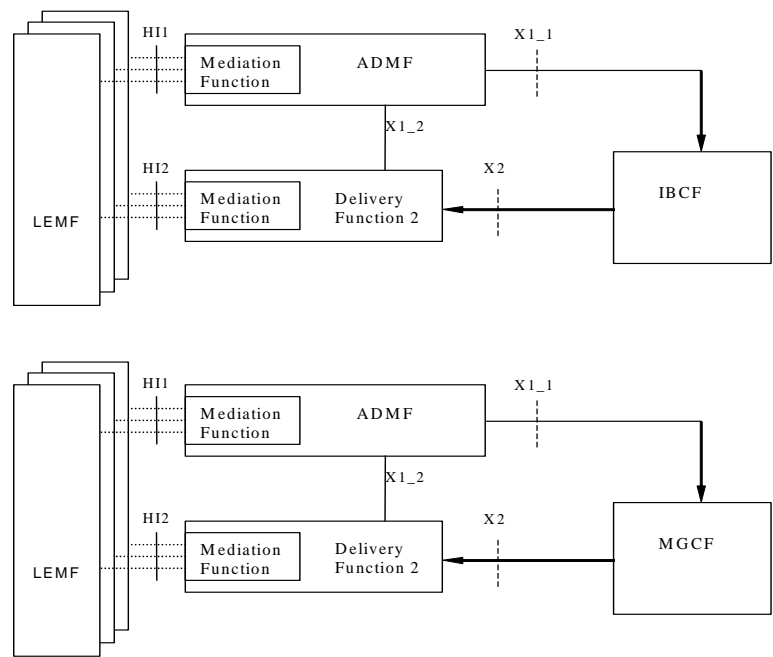 HI1
X1_1
Mediation
Function
ADMF
X1_2
HI2
X2
Mediation
Function
Delivery
Function 2
IBCF
LEMF
HI1
X1_1
Mediation
Function
ADMF
X1_2
HI2
X2
Mediation
Function
Delivery
Function 2
MGCF
LEMF